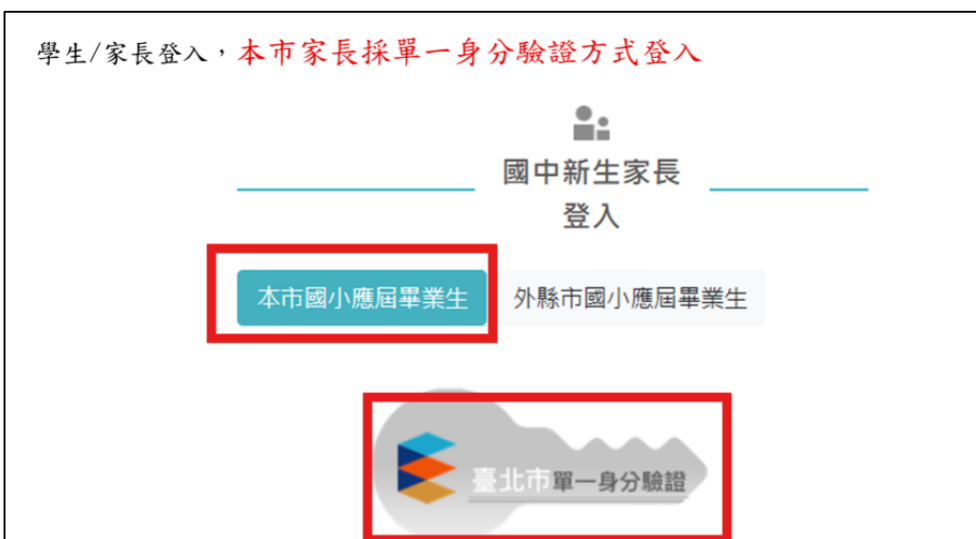 學生/家長登入，本市家長採單一身分驗證方式登入
國中新生家長
登入
本市國小應屆畢業生
外縣市國小應屆畢業生
臺北市單一身分驗證